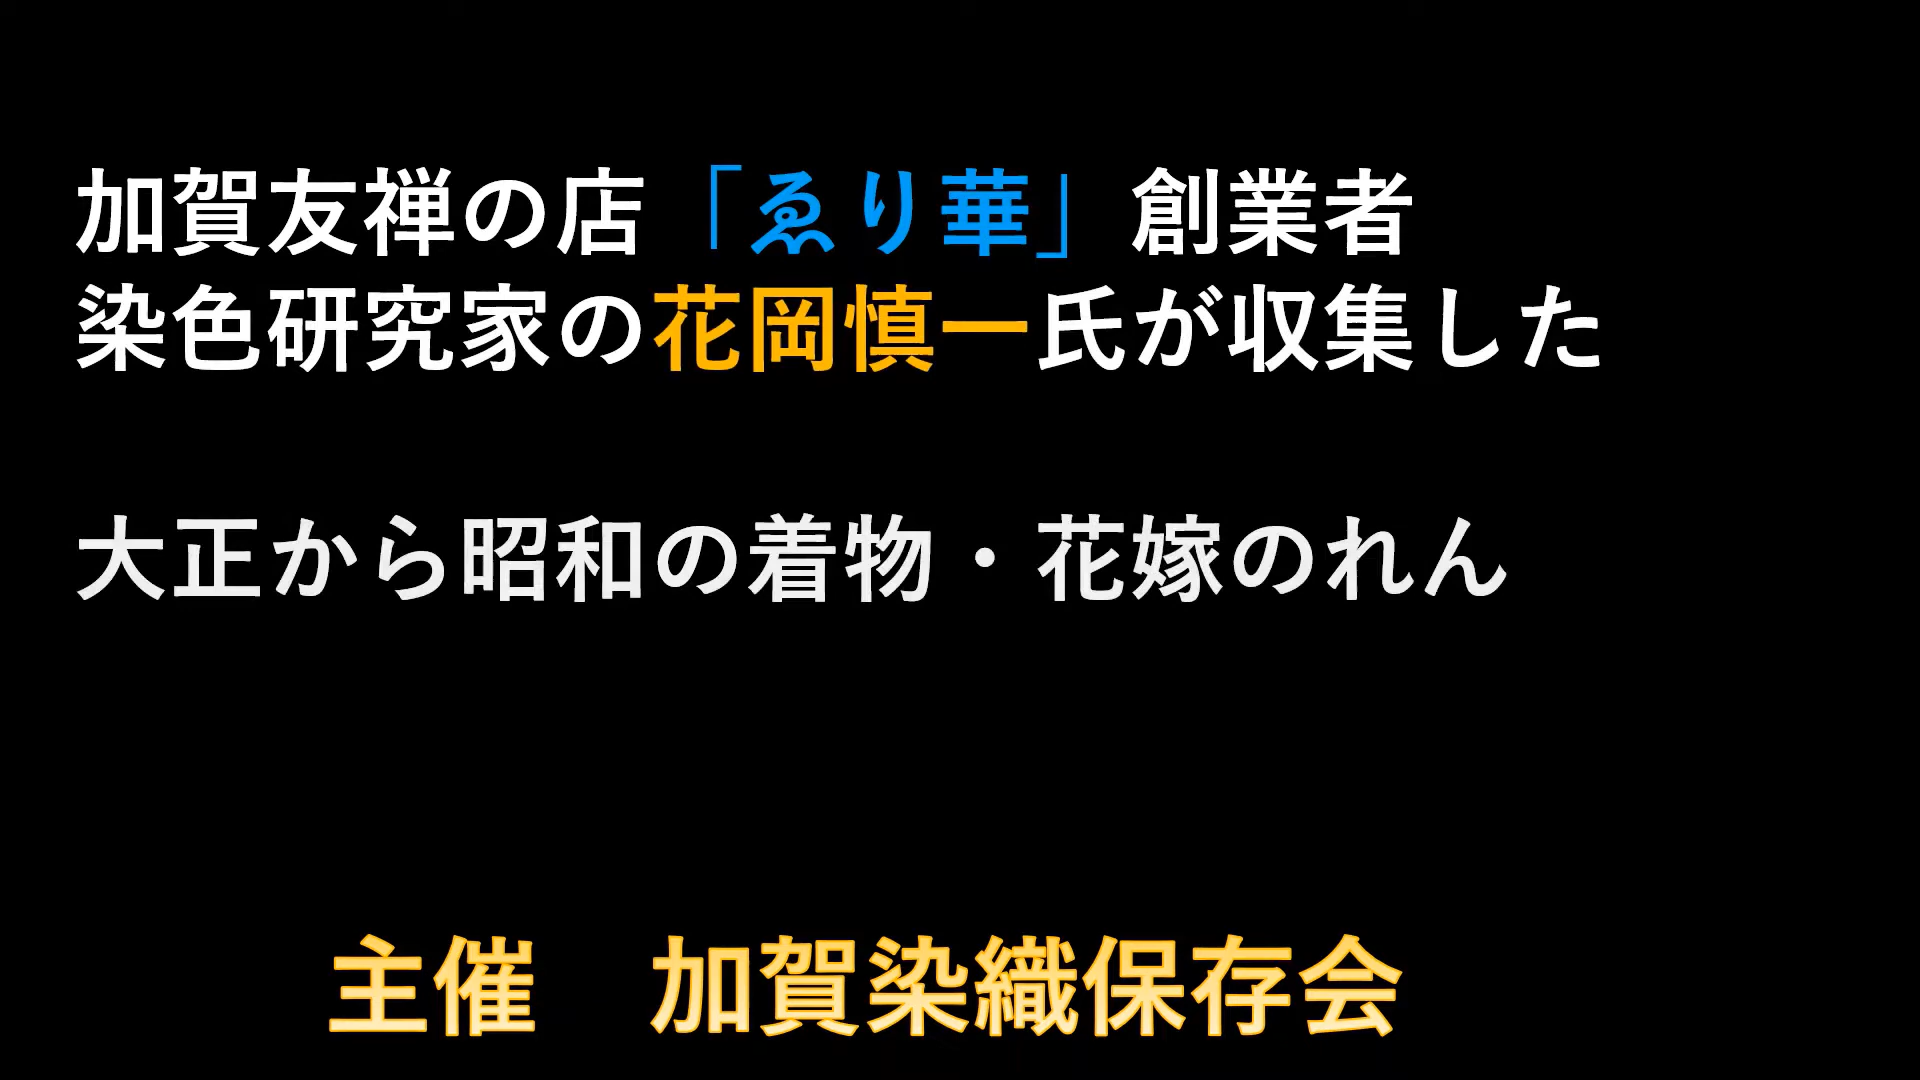 加賀友禅の店「ゑり華」創業者
染色研究家の花岡慎一氏が収集した
大正から昭和の着物・花嫁のれん
主催　加賀染織保存会